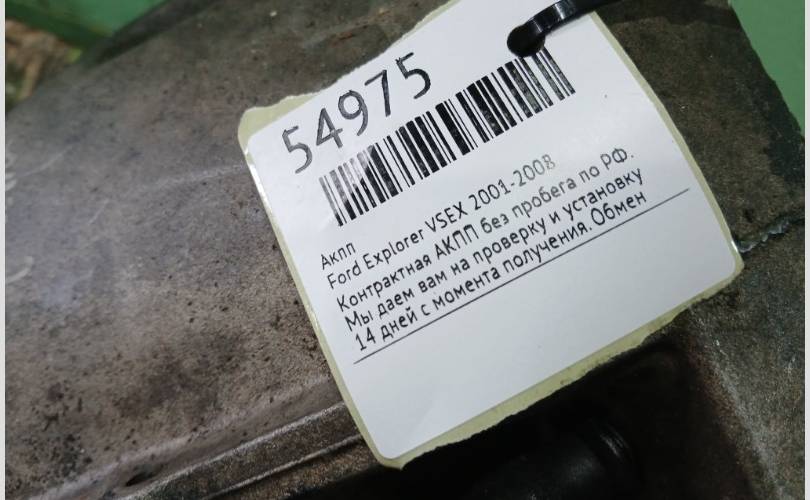 54975
Акпп
Ford Explorer VSEX 2001-2008
Контрактная АКПП без пробега по РФ.
Мы даем вам на проверку и установку
14 дней с момента получения. Обмен